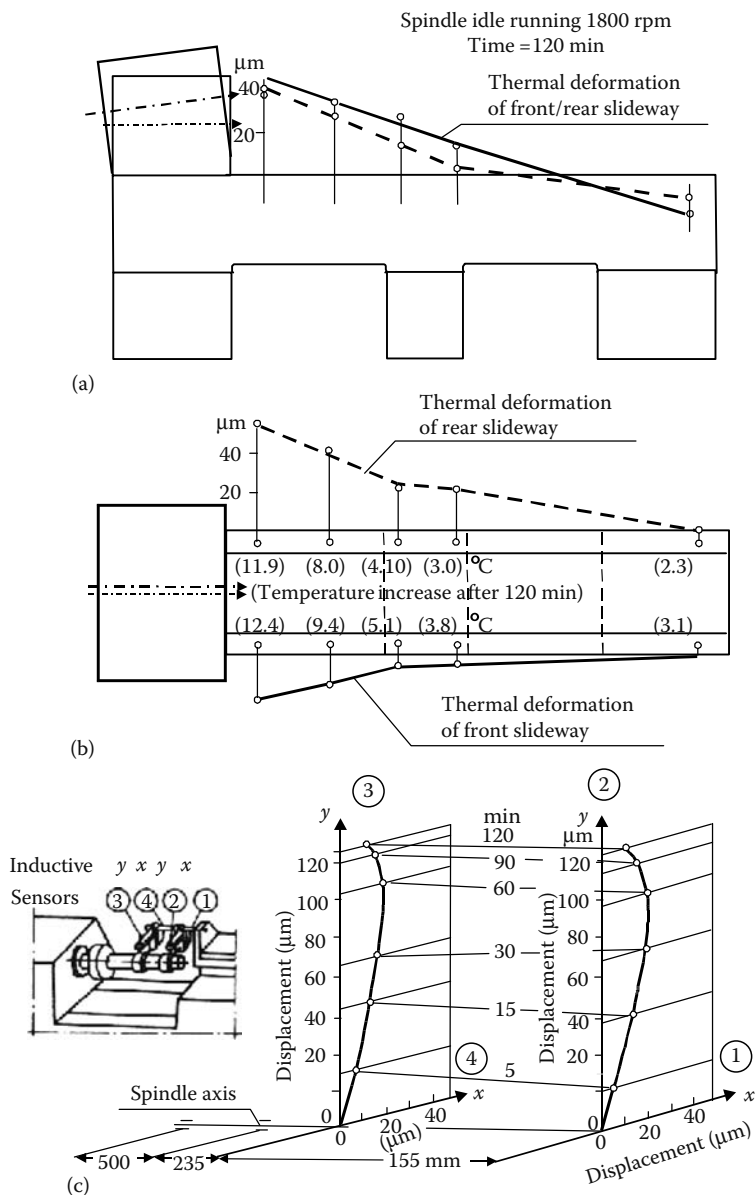 Spindle idle running 1800 rpm
Time = 120 min
μm
40
20
Thermal deformation
of front/rear slideway
(a)
μm
40
20
Thermal deformation
of rear slideway
(11.9) (8.0) (4.10) (3.0) °C (2.3)
(Temperature increase after 120 min)
(12.4) (9.4) (5.1) (3.8) °C (3.1)
Thermal deformation
of front slideway
(b)
Inductive y x y x
Sensors 3 4 2 1
3
y
120
100
80
60
40
20
0
Displacement (μm)
min
120
90
60
30
15
5
2
y
μm
120
100
80
60
40
20
0
Displacement (μm)
4
x
0 20 40
(μm)
1
x
0 20 40
Displacement (μm)
Spindle axis
500 235 155 mm
(c)